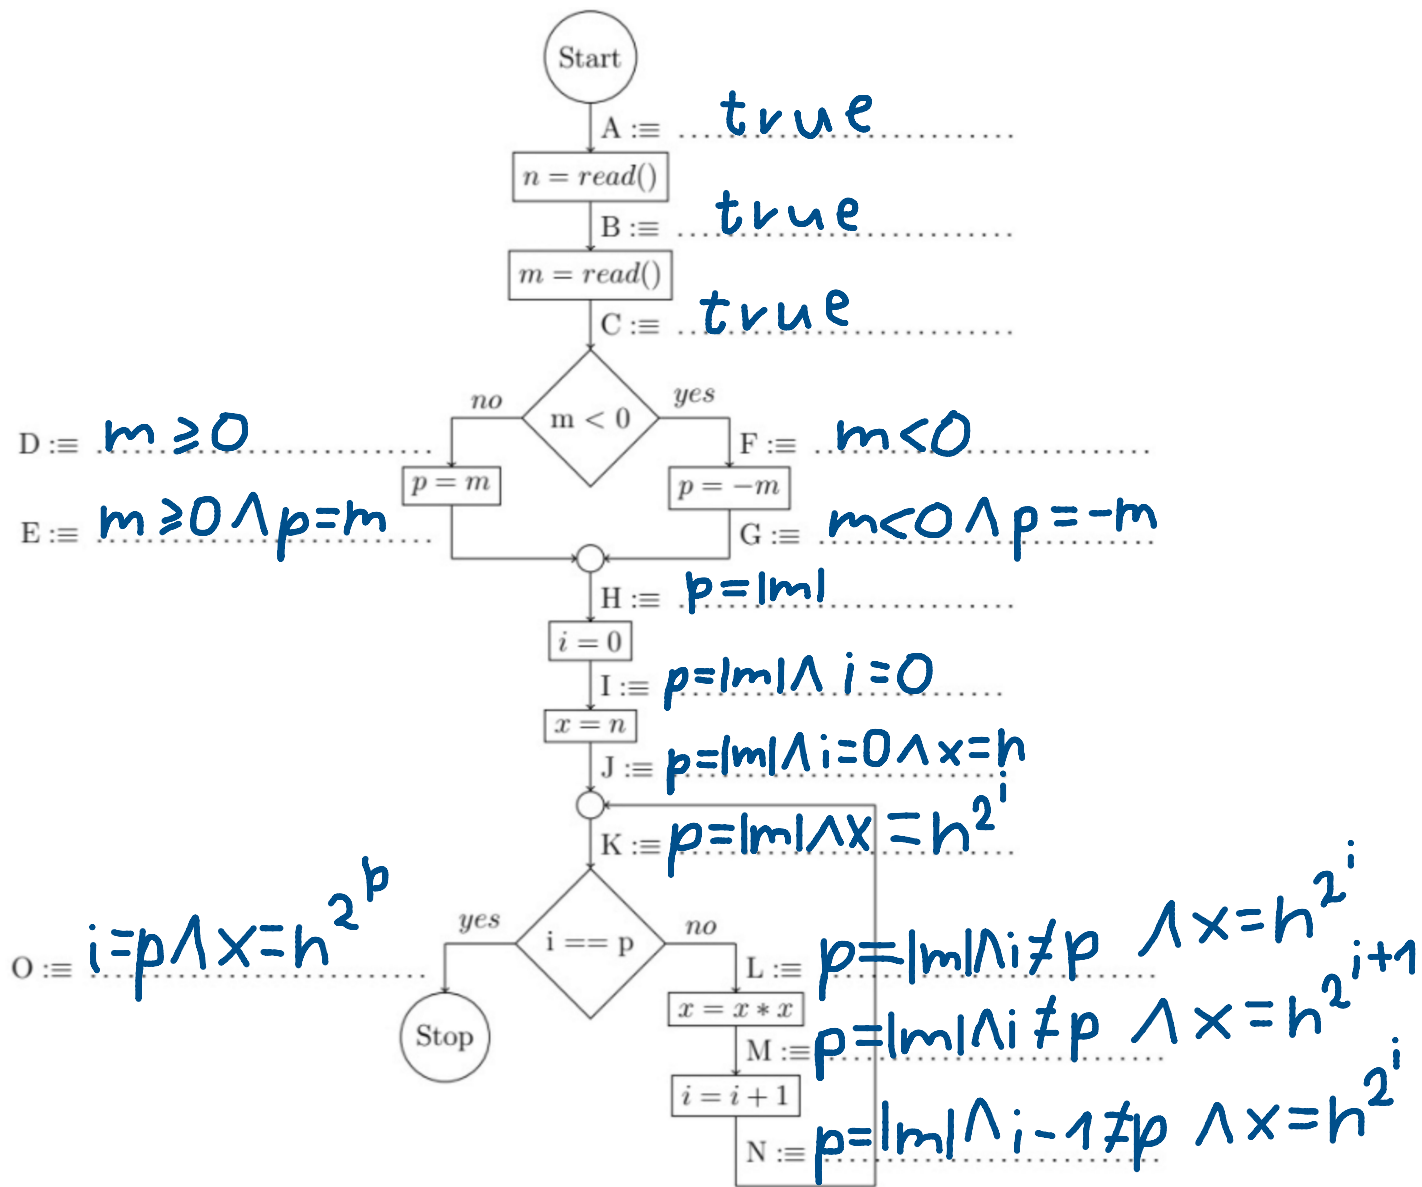 Start
A :≡ true
n = read()
B :≡ true
m = read()
C :≡ true
no
yes
m < 0
D :≡ m ⩾ 0
F :≡ m < 0
p = m
p = −m
E :≡ m ⩾ 0 ∧ p = m
G :≡ m < 0 ∧ p = -m
H :≡ p = |m|
i = 0
I :≡ p = |m| ∧ i = 0
x = n
J :≡ p = |m| ∧ i = 0 ∧ x = n
K :≡ p = |m| ∧ x = n^2^i
yes
no
i == p
O :≡ i = p ∧ x = n^2^p
L :≡ p = |m| ∧ i ≠ p ∧ x = n^2^i
x = x * x
Stop
M :≡ p = |m| ∧ i ≠ p ∧ x = n^2^i+1
i = i + 1
N :≡ p = |m| ∧ i - 1 ≠ p ∧ x = n^2^i